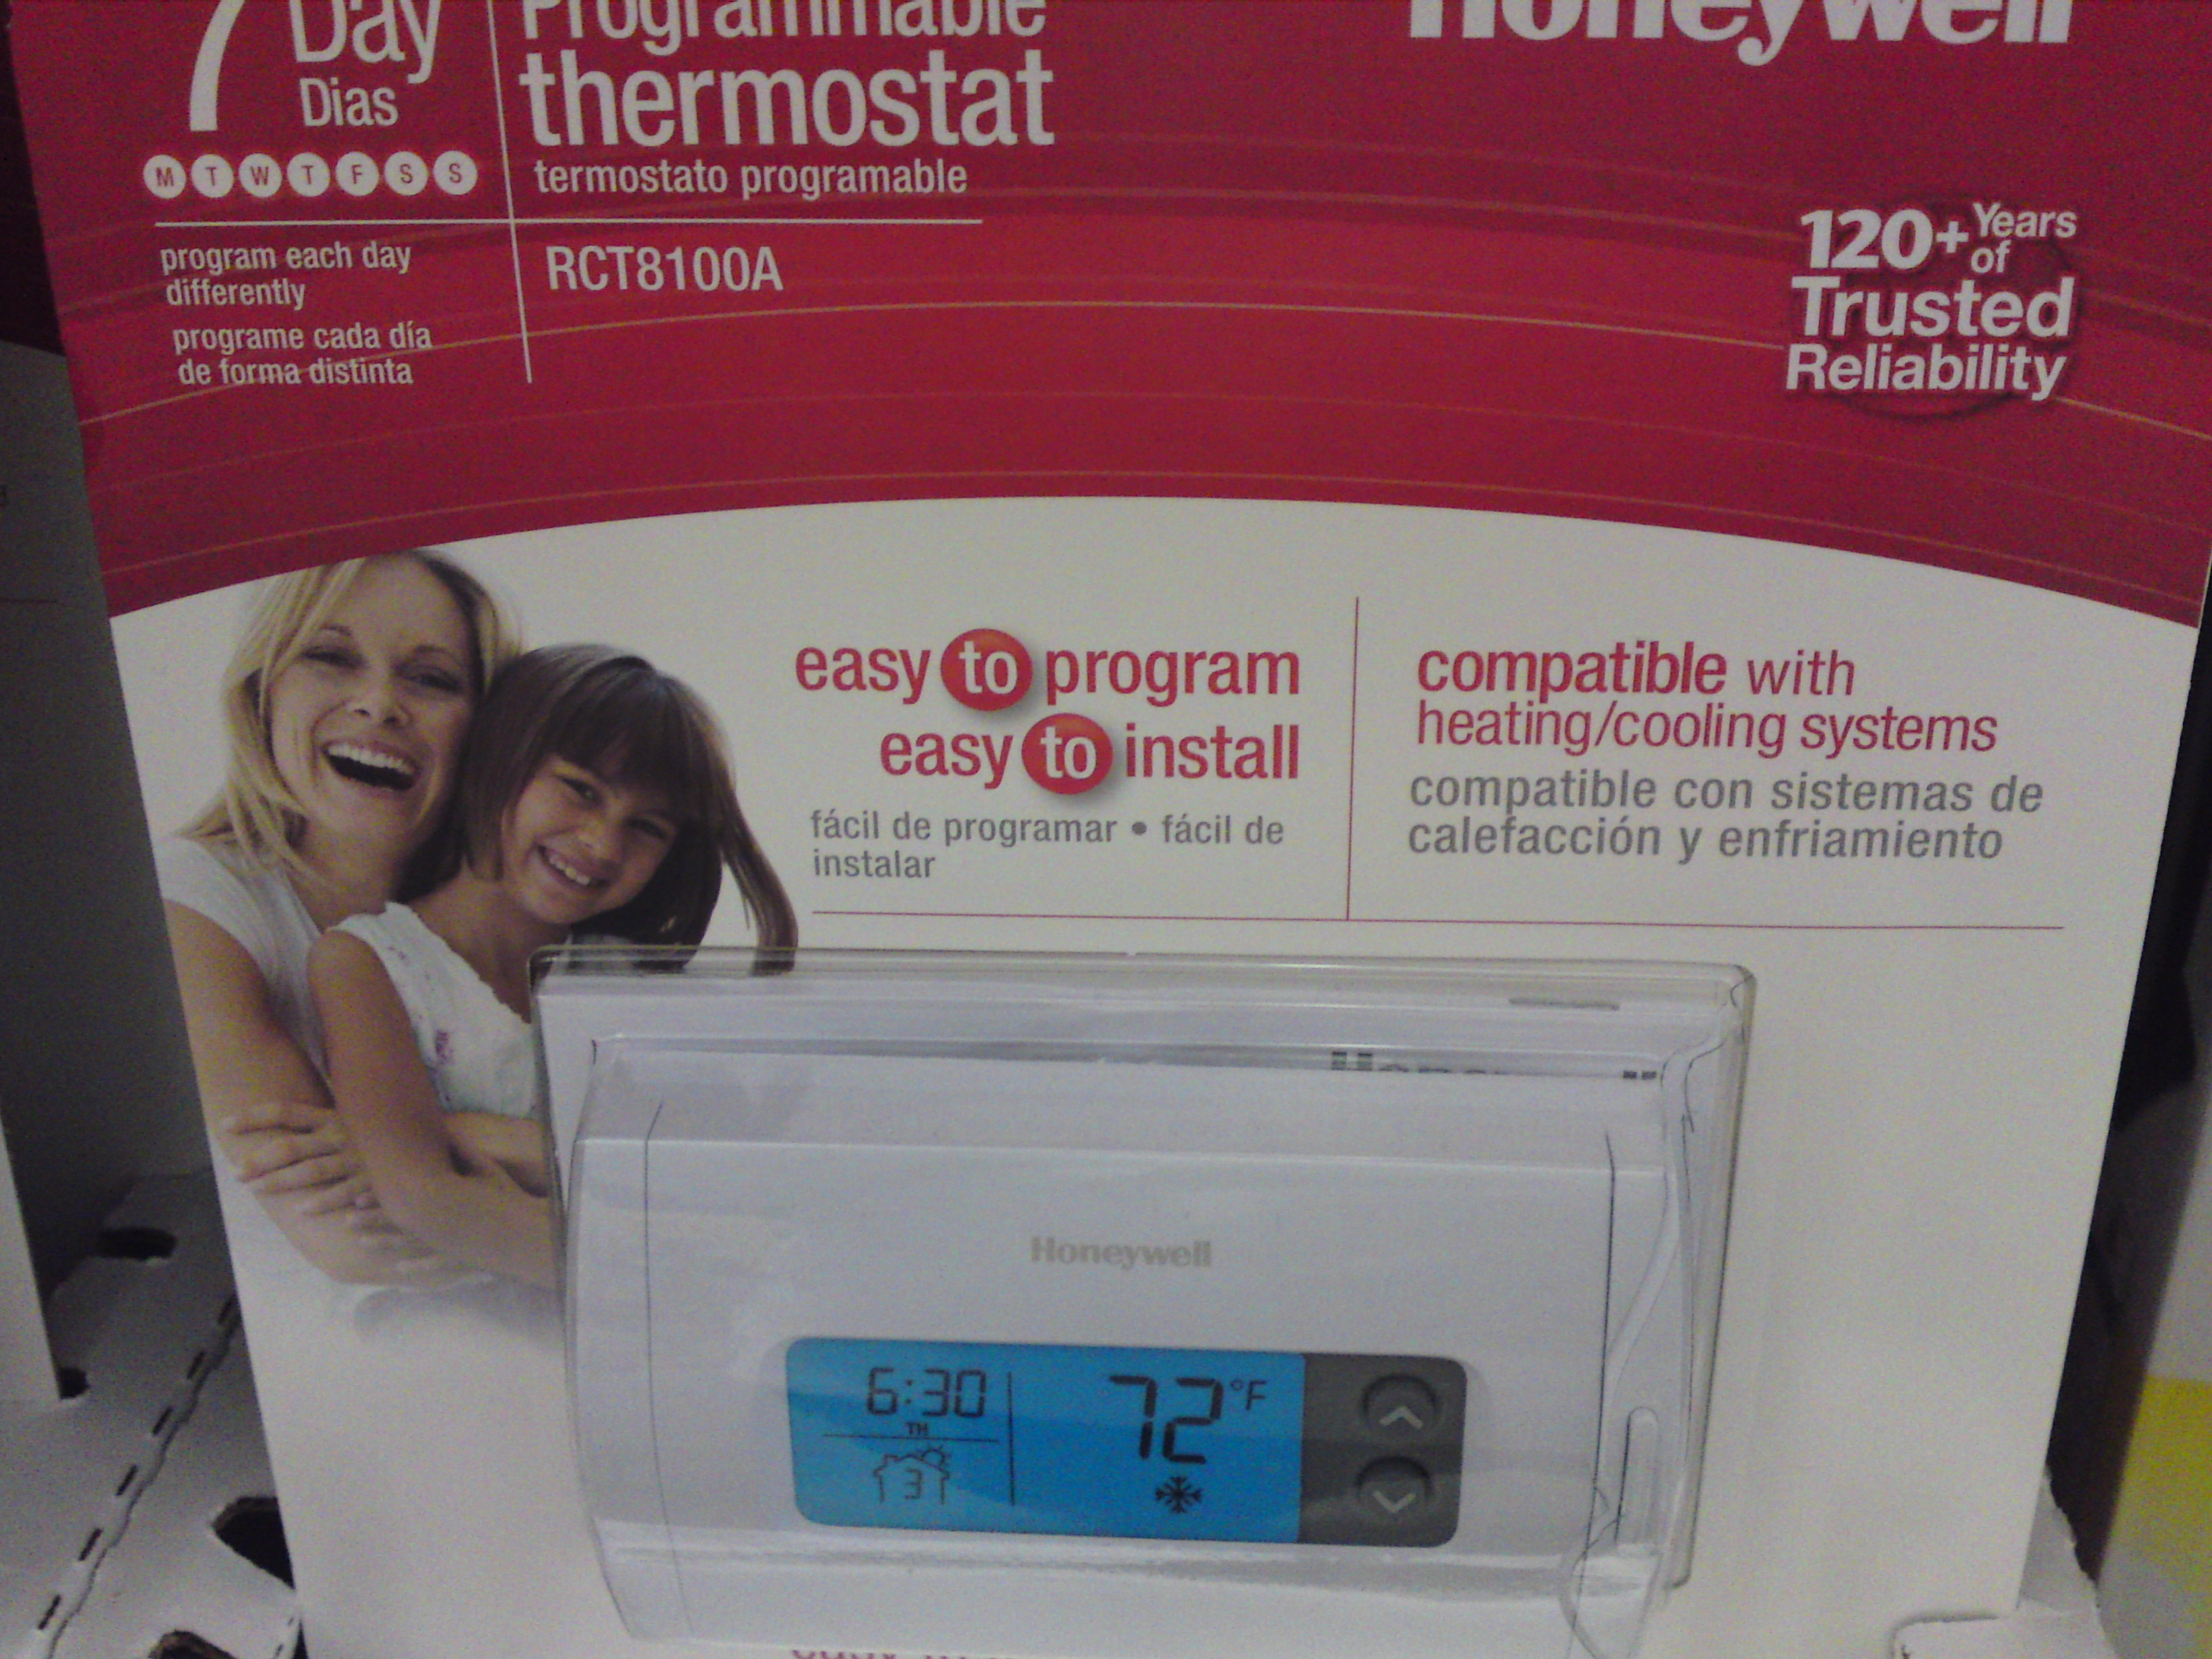 7 Day
Dias
M T W T F S S
program each day
differently
programe cada día
de forma distinta
Programmable
thermostat
termostato programable
RCT8100A
Honeywell
120+ Years
of
Trusted
Reliability
easy to program
easy to install
fácil de programar • fácil de
instalar
compatible with
heating/cooling systems
compatible con sistemas de
calefacción y enfriamiento
Honeywell
6:30
TH
3
72 °F